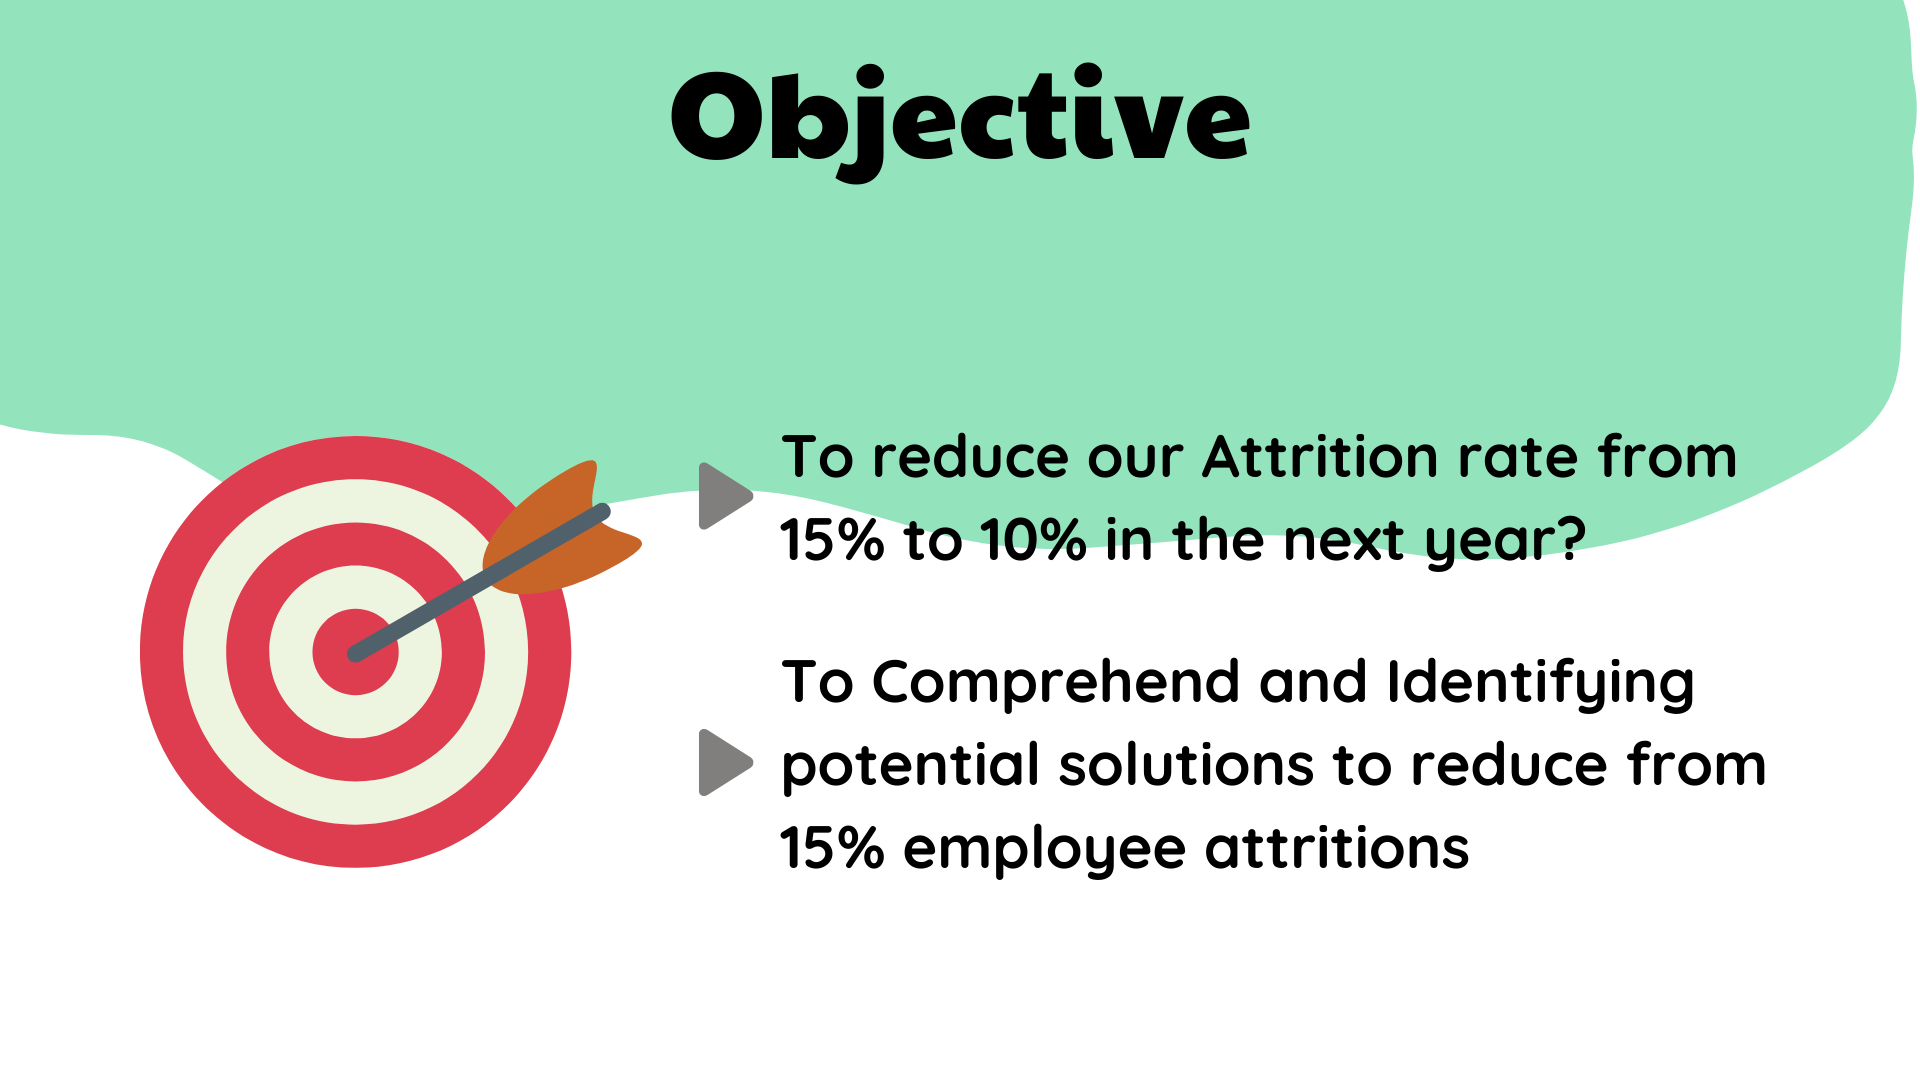 Objective
To reduce our Attrition rate from
15% to 10% in the next year?
To Comprehend and Identifying
potential solutions to reduce from
15% employee attritions